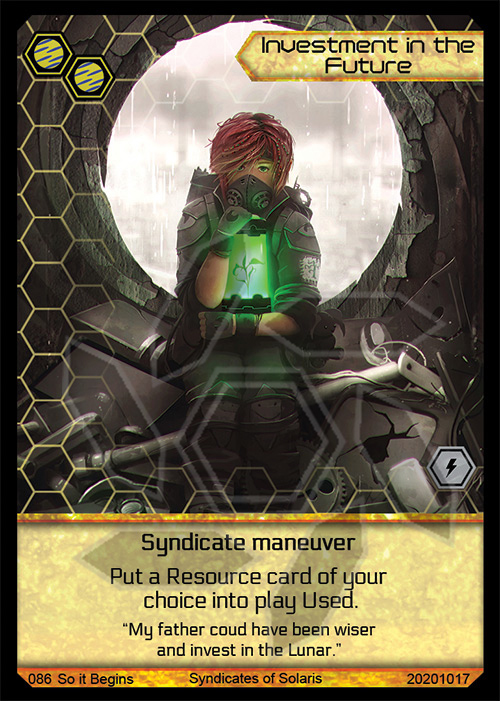 Investment in the
Future
Syndicate maneuver
Put a Resource card of your
choice into play Used.
“My father coud have been wiser
and invest in the Lunar.”
086 So it Begins Syndicates of Solaris 20201017